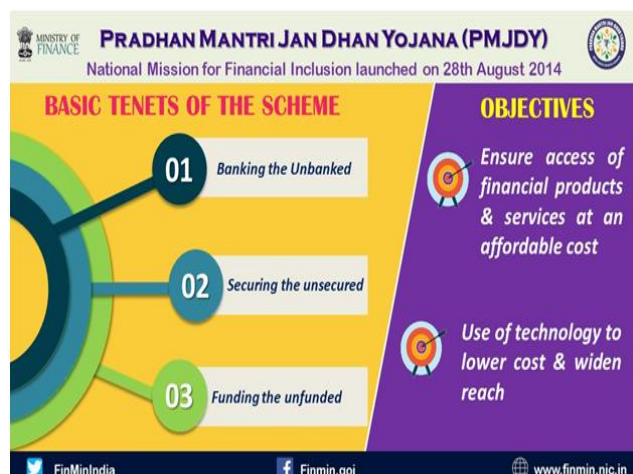 MINISTRY OF
FINANCE
PRADHAN MANTRI JAN DHAN YOJANA (PMJDY)
National Mission for Financial Inclusion launched on 28th August 2014
BASIC TENETS OF THE SCHEME
01
Banking the Unbanked
02
Securing the unsecured
03
Funding the unfunded
OBJECTIVES
Ensure access of
financial products
& services at an
affordable cost
Use of technology to
lower cost & widen
reach
FinMinIndia
Finmin.goi
www.finmin.nic.in